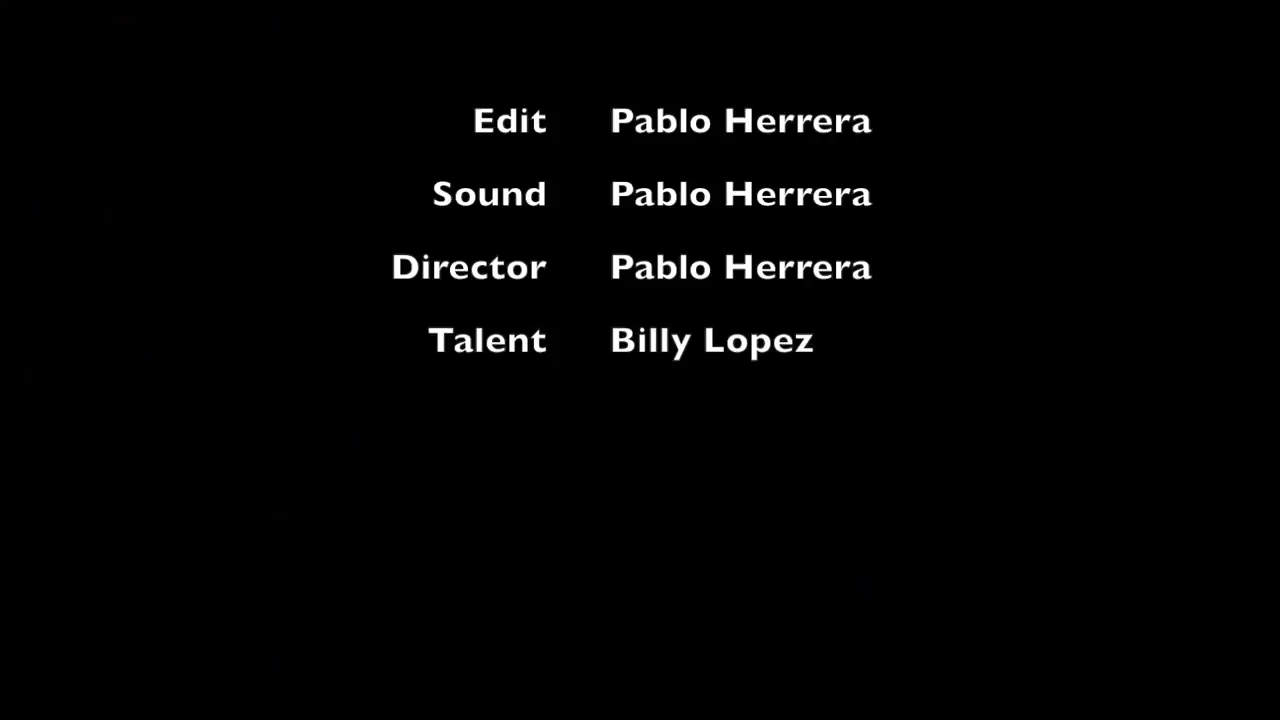 Edit Pablo Herrera
Sound Pablo Herrera
Director Pablo Herrera
Talent Billy Lopez